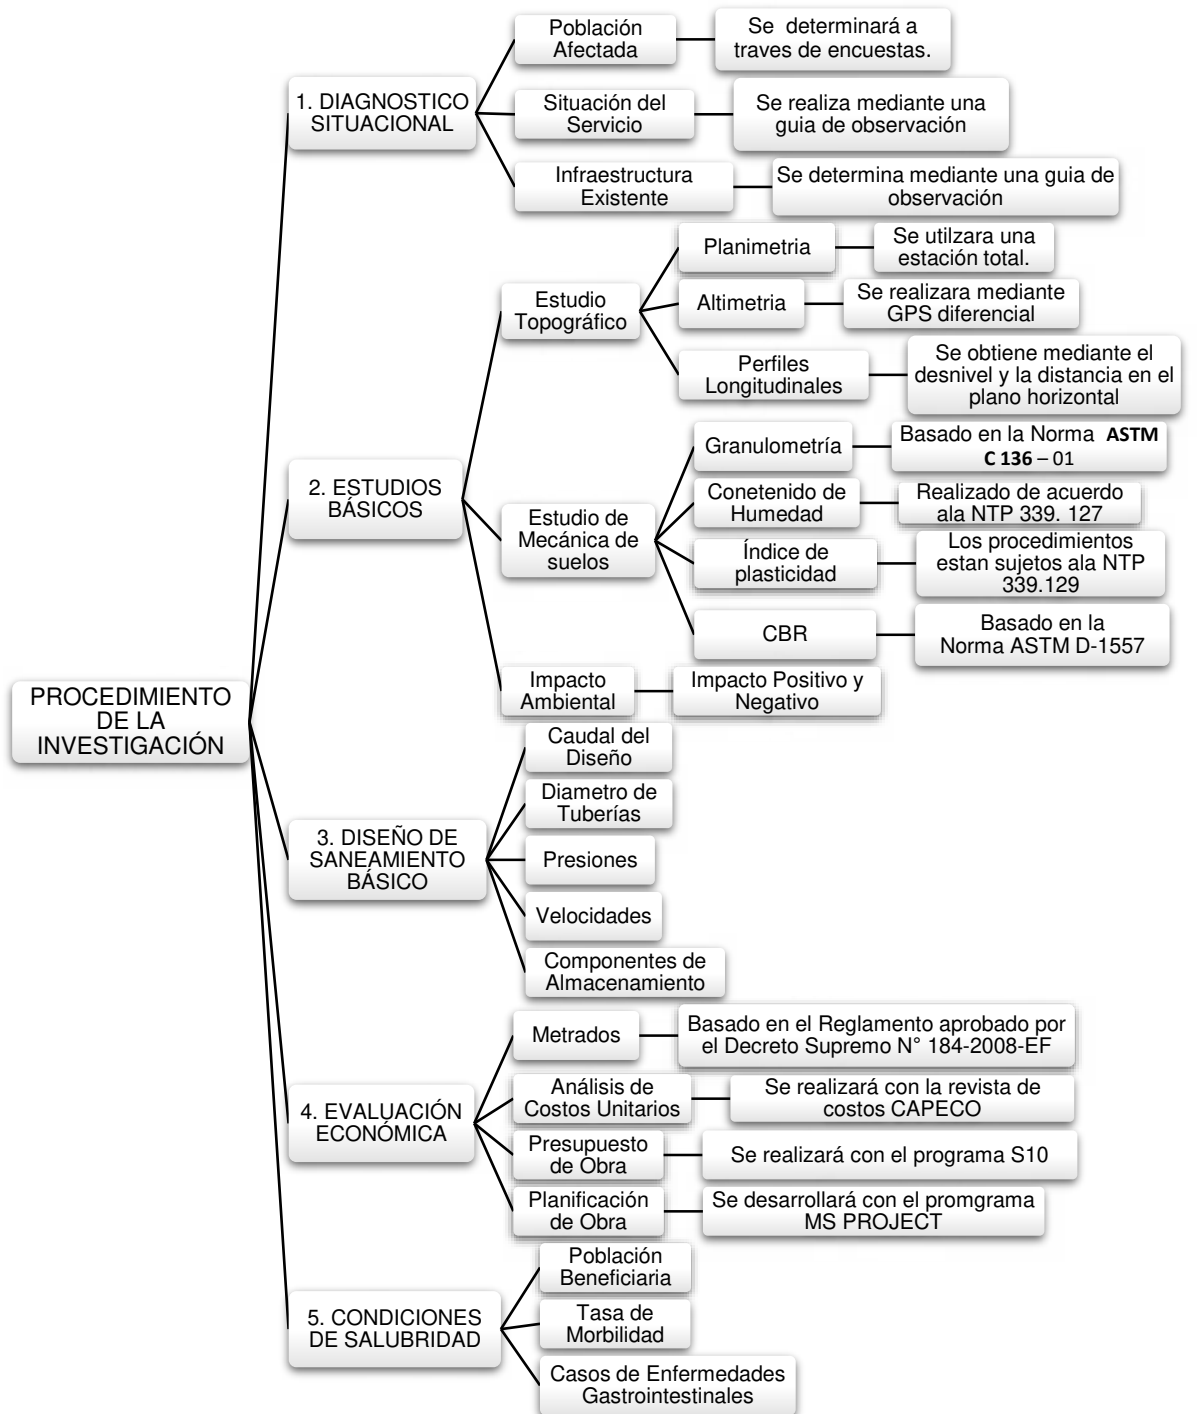 PROCEDIMIENTO
DE LA
INVESTIGACIÓN
1. DIAGNOSTICO
SITUACIONAL
Población
Afectada
Se determinará a
traves de encuestas.
Situación del
Servicio
Se realiza mediante una
guia de observación
Infraestructura
Existente
Se determina mediante una guia de
observación
2. ESTUDIOS
BÁSICOS
Estudio
Topográfico
Planimetria
Se utilzara una
estación total.
Altimetria
Se realizara mediante
GPS diferencial
Perfiles
Longitudinales
Se obtiene mediante el
desnivel y la distancia en el
plano horizontal
Estudio de
Mecánica de
suelos
Granulometría
Basado en la Norma ASTM
C 136 – 01
Conetenido de
Humedad
Realizado de acuerdo
ala NTP 339. 127
Índice de
plasticidad
Los procedimientos
estan sujetos ala NTP
339.129
CBR
Basado en la
Norma ASTM D-1557
Impacto
Ambiental
Impacto Positivo y
Negativo
3. DISEÑO DE
SANEAMIENTO
BÁSICO
Caudal del
Diseño
Diametro de
Tuberías
Presiones
Velocidades
Componentes de
Almacenamiento
4. EVALUACIÓN
ECONÓMICA
Metrados
Basado en el Reglamento aprobado por
el Decreto Supremo N° 184-2008-EF
Análisis de
Costos Unitarios
Se realizará con la revista de
costos CAPECO
Presupuesto
de Obra
Se realizará con el programa S10
Planificación
de Obra
Se desarrollará con el promgrama
MS PROJECT
5. CONDICIONES
DE SALUBRIDAD
Población
Beneficiaria
Tasa de
Morbilidad
Casos de Enfermedades
Gastrointestinales